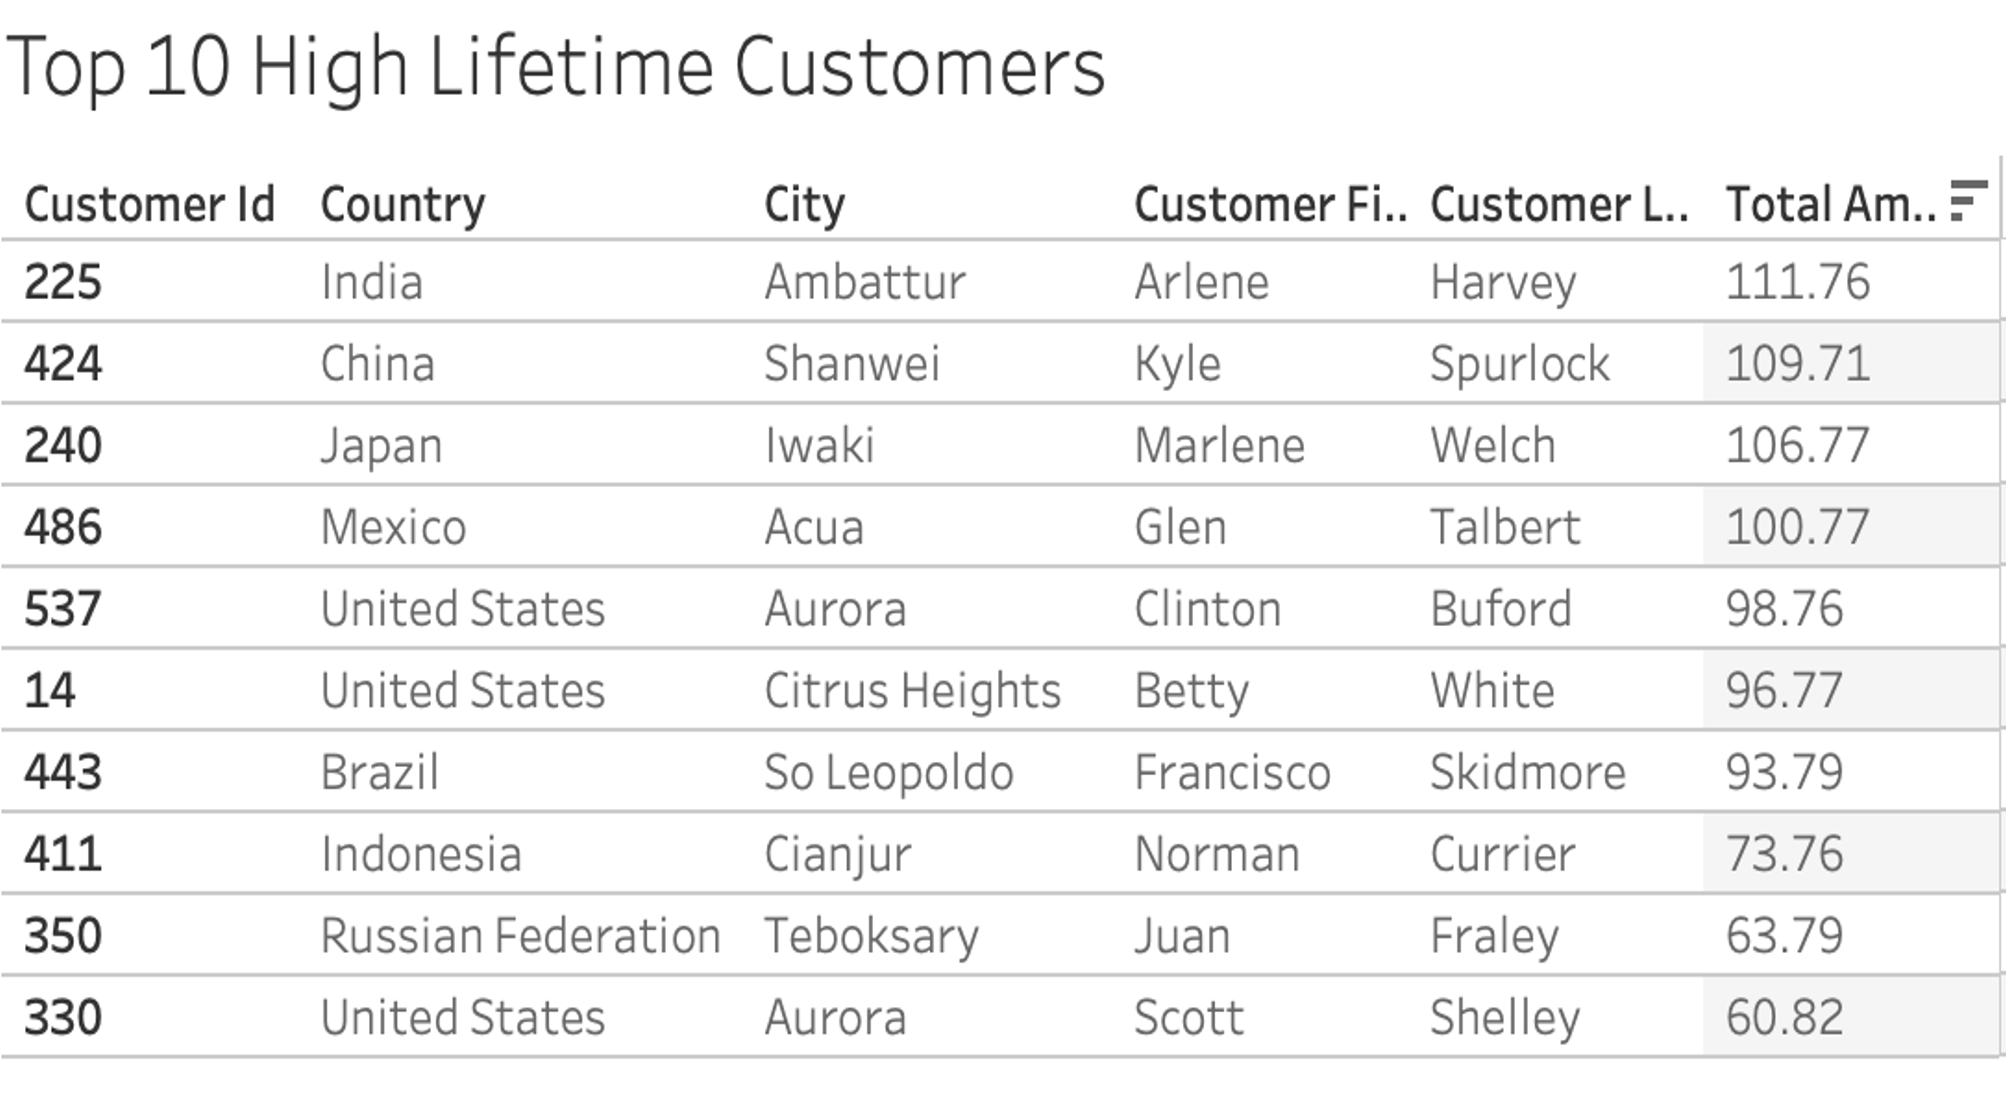 Top 10 High Lifetime Customers
Customer Id Country City Customer Fi.. Customer L.. Total Am..
225 India Ambattur Arlene Harvey 111.76
424 China Shanwei Kyle Spurlock 109.71
240 Japan Iwaki Marlene Welch 106.77
486 Mexico Acua Glen Talbert 100.77
537 United States Aurora Clinton Buford 98.76
14 United States Citrus Heights Betty White 96.77
443 Brazil So Leopoldo Francisco Skidmore 93.79
411 Indonesia Cianjur Norman Currier 73.76
350 Russian Federation Teboksary Juan Fraley 63.79
330 United States Aurora Scott Shelley 60.82